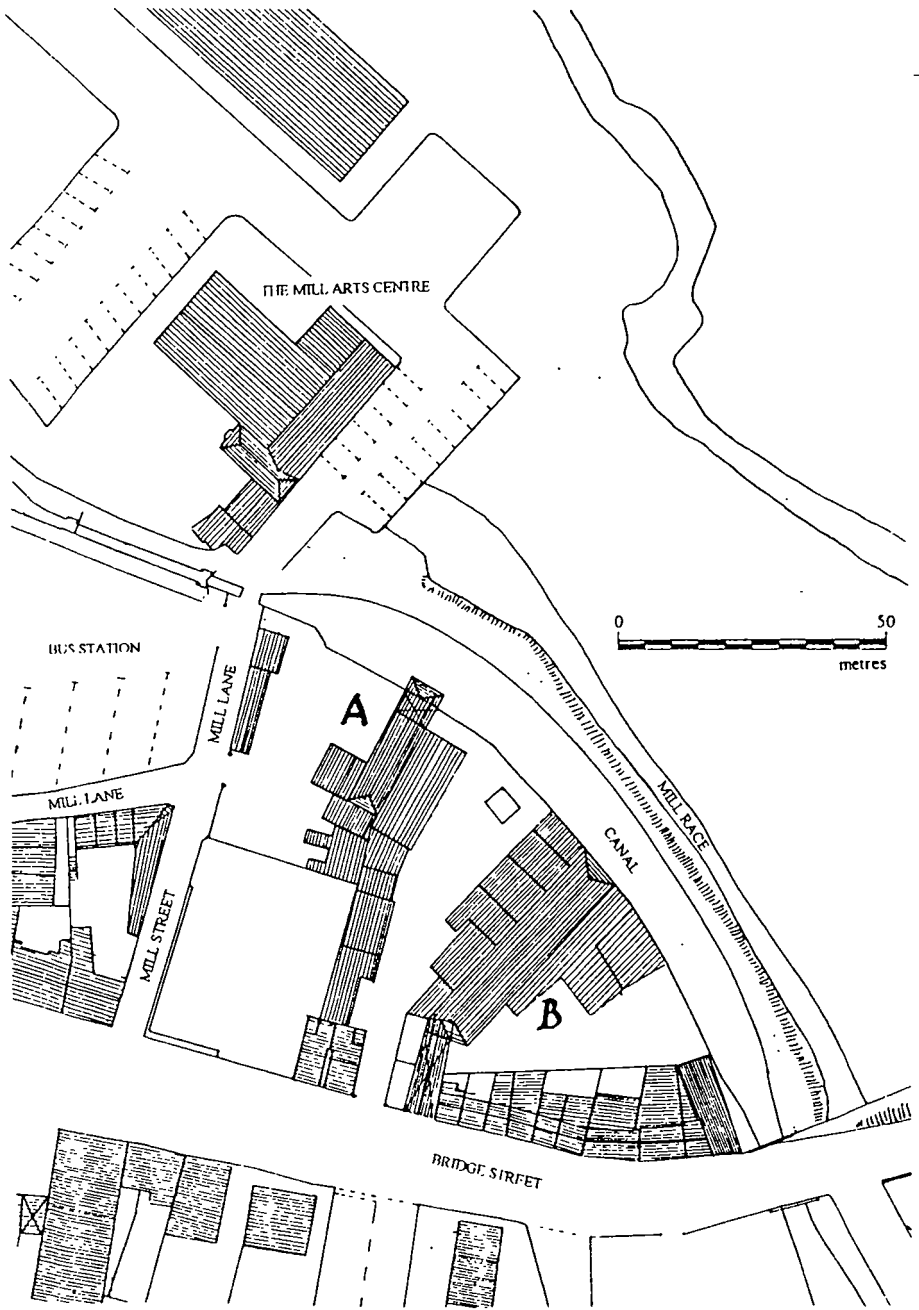 THE MILL ARTS CENTRE
0 50
metres
BUS STATION
MILL LANE
A
MILL LANE
MILL RACE
CANAL
MILL STREET
B
BRIDGE STREET